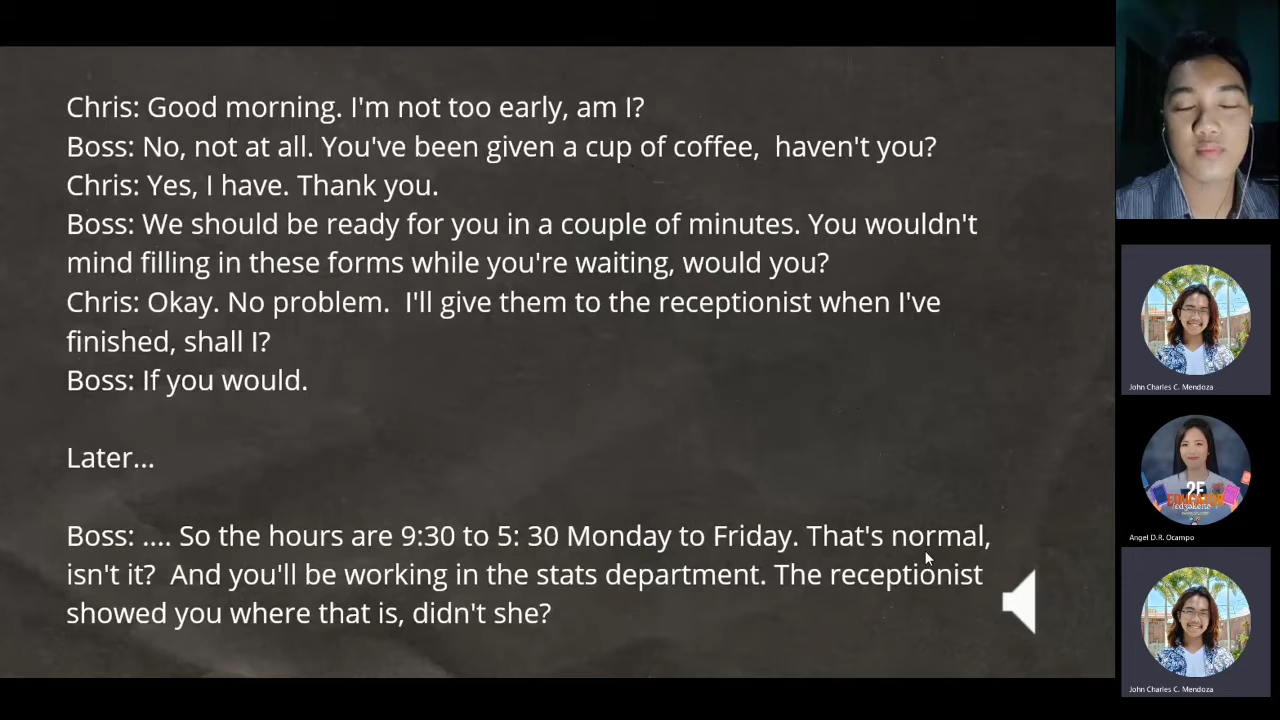 Chris: Good morning. I'm not too early, am I?
Boss: No, not at all. You've been given a cup of coffee,  haven't you?
Chris: Yes, I have. Thank you.
Boss: We should be ready for you in a couple of minutes. You wouldn't
mind filling in these forms while you're waiting, would you?
Chris: Okay. No problem.  I'll give them to the receptionist when I've
finished, shall I?
Boss: If you would.
Later...
Boss: .... So the hours are 9:30 to 5: 30 Monday to Friday. That's normal,
isn't it?  And you'll be working in the stats department. The receptionist
showed you where that is, didn't she?
John Charles C. Mendoza
Angel D.R. Ocampo
John Charles C. Mendoza